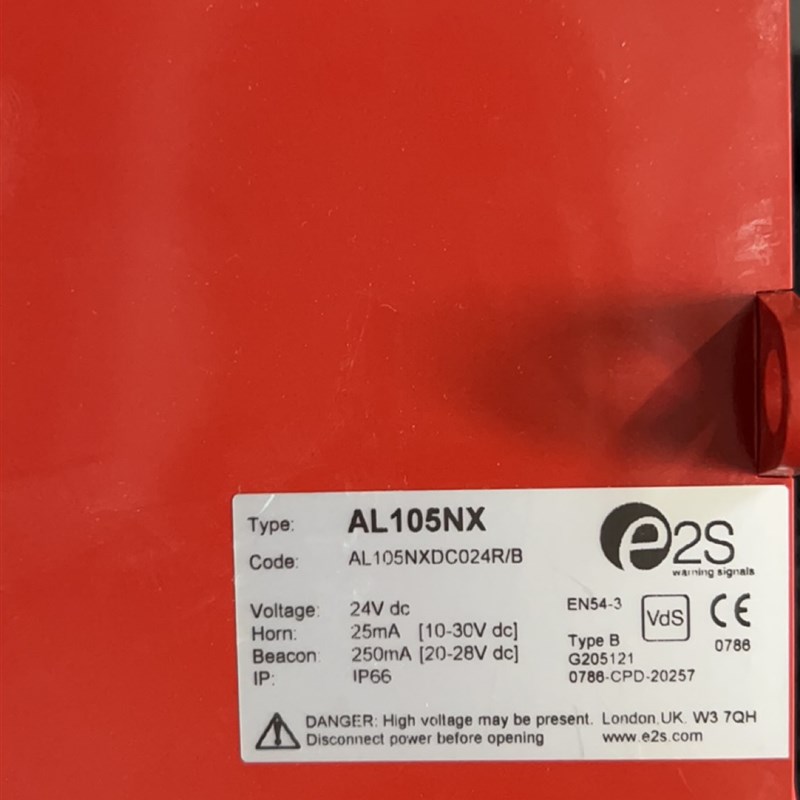 Type: AL105NX
Code: AL105NXDC024R/B
e2S
warning signals
Voltage: 24V dc
Horn: 25mA [10-30V dc]
Beacon: 250mA [20-28V dc]
IP: IP66
EN54-3
VdS
CE
0786
Type B
G205121
0786-CPD-20257
DANGER: High voltage may be present.
Disconnect power before opening
London.UK. W3 7QH
www.e2s.com